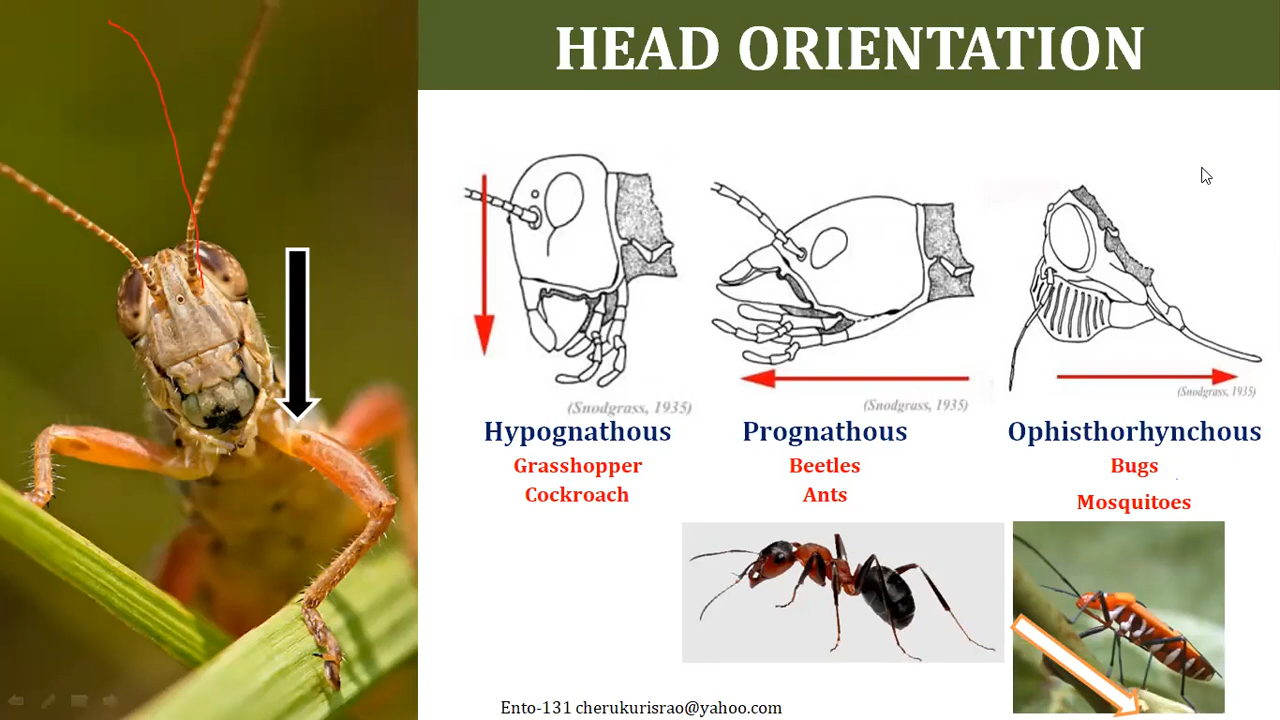 HEAD ORIENTATION
(Snodgrass, 1935)
(Snodgrass, 1935)
(Snodgrass, 1935)
Hypognathous
Grasshopper
Cockroach
Prognathous
Beetles
Ants
Ophisthorhynchous
Bugs
Mosquitoes
Ento-131 cherukurisrao@yahoo.com